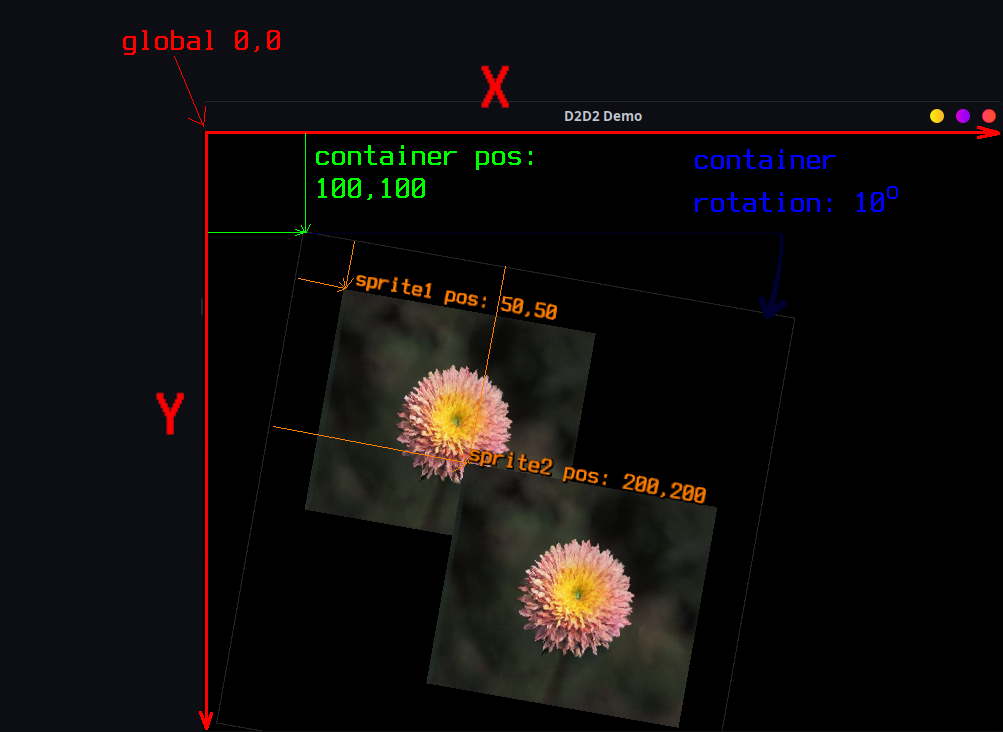 global 0,0
X
D2D2 Demo
container pos:
100,100
container
rotation: 10⁰
sprite1 pos: 50,50
Y
sprite2 pos: 200,200